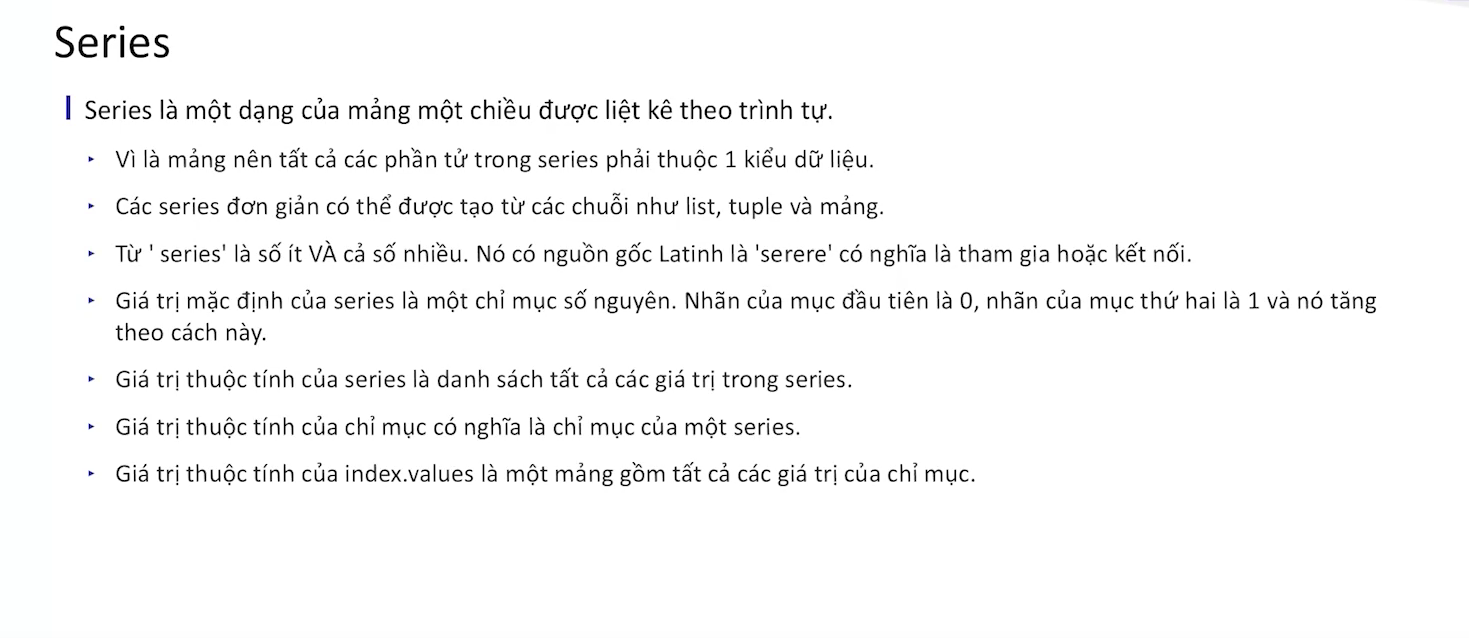 Series
Series là một dạng của mảng một chiều được liệt kê theo trình tự.
Vì là mảng nên tất cả các phần tử trong series phải thuộc 1 kiểu dữ liệu.
Các series đơn giản có thể được tạo từ các chuỗi như list, tuple và mảng.
Từ ' series' là số ít VÀ cả số nhiều. Nó có nguồn gốc Latinh là 'serere' có nghĩa là tham gia hoặc kết nối.
Giá trị mặc định của series là một chỉ mục số nguyên. Nhãn của mục đầu tiên là 0, nhãn của mục thứ hai là 1 và nó tăng
theo cách này.
Giá trị thuộc tính của series là danh sách tất cả các giá trị trong series.
Giá trị thuộc tính của chỉ mục có nghĩa là chỉ mục của một series.
Giá trị thuộc tính của index.values là một mảng gồm tất cả các giá trị của chỉ mục.